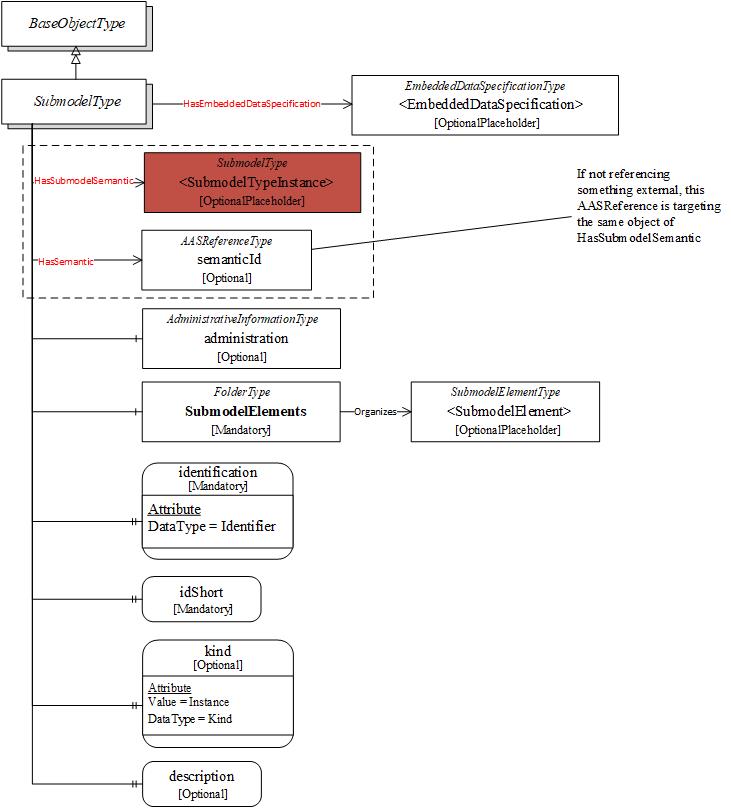 BaseObjectType
SubmodelType
HasEmbeddedDataSpecification
EmbeddedDataSpecificationType
<EmbeddedDataSpecification>
[OptionalPlaceholder]
HasSubmodelSemantic
SubmodelType
<SubmodelTypeInstance>
[OptionalPlaceholder]
If not referencing
something external, this
AASReference is targeting
the same object of
HasSubmodelSemantic
HasSemantic
AASReferenceType
semanticId
[Optional]
AdministrativeInformationType
administration
[Optional]
FolderType
SubmodelElements
[Mandatory]
Organizes
SubmodelElementType
<SubmodelElement>
[OptionalPlaceholder]
identification
[Mandatory]
Attribute
DataType = Identifier
idShort
[Mandatory]
kind
[Optional]
Attribute
Value = Instance
DataType = Kind
description
[Optional]